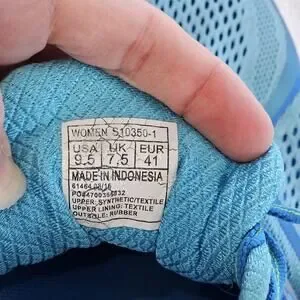 WOMEN S10350-1
USA UK EUR
9.5 7.5 41
MADE IN INDONESIA
UPPER: SYNTHETIC/TEXTILE
UPPER LINING: TEXTILE
OUTSOLE: RUBBER